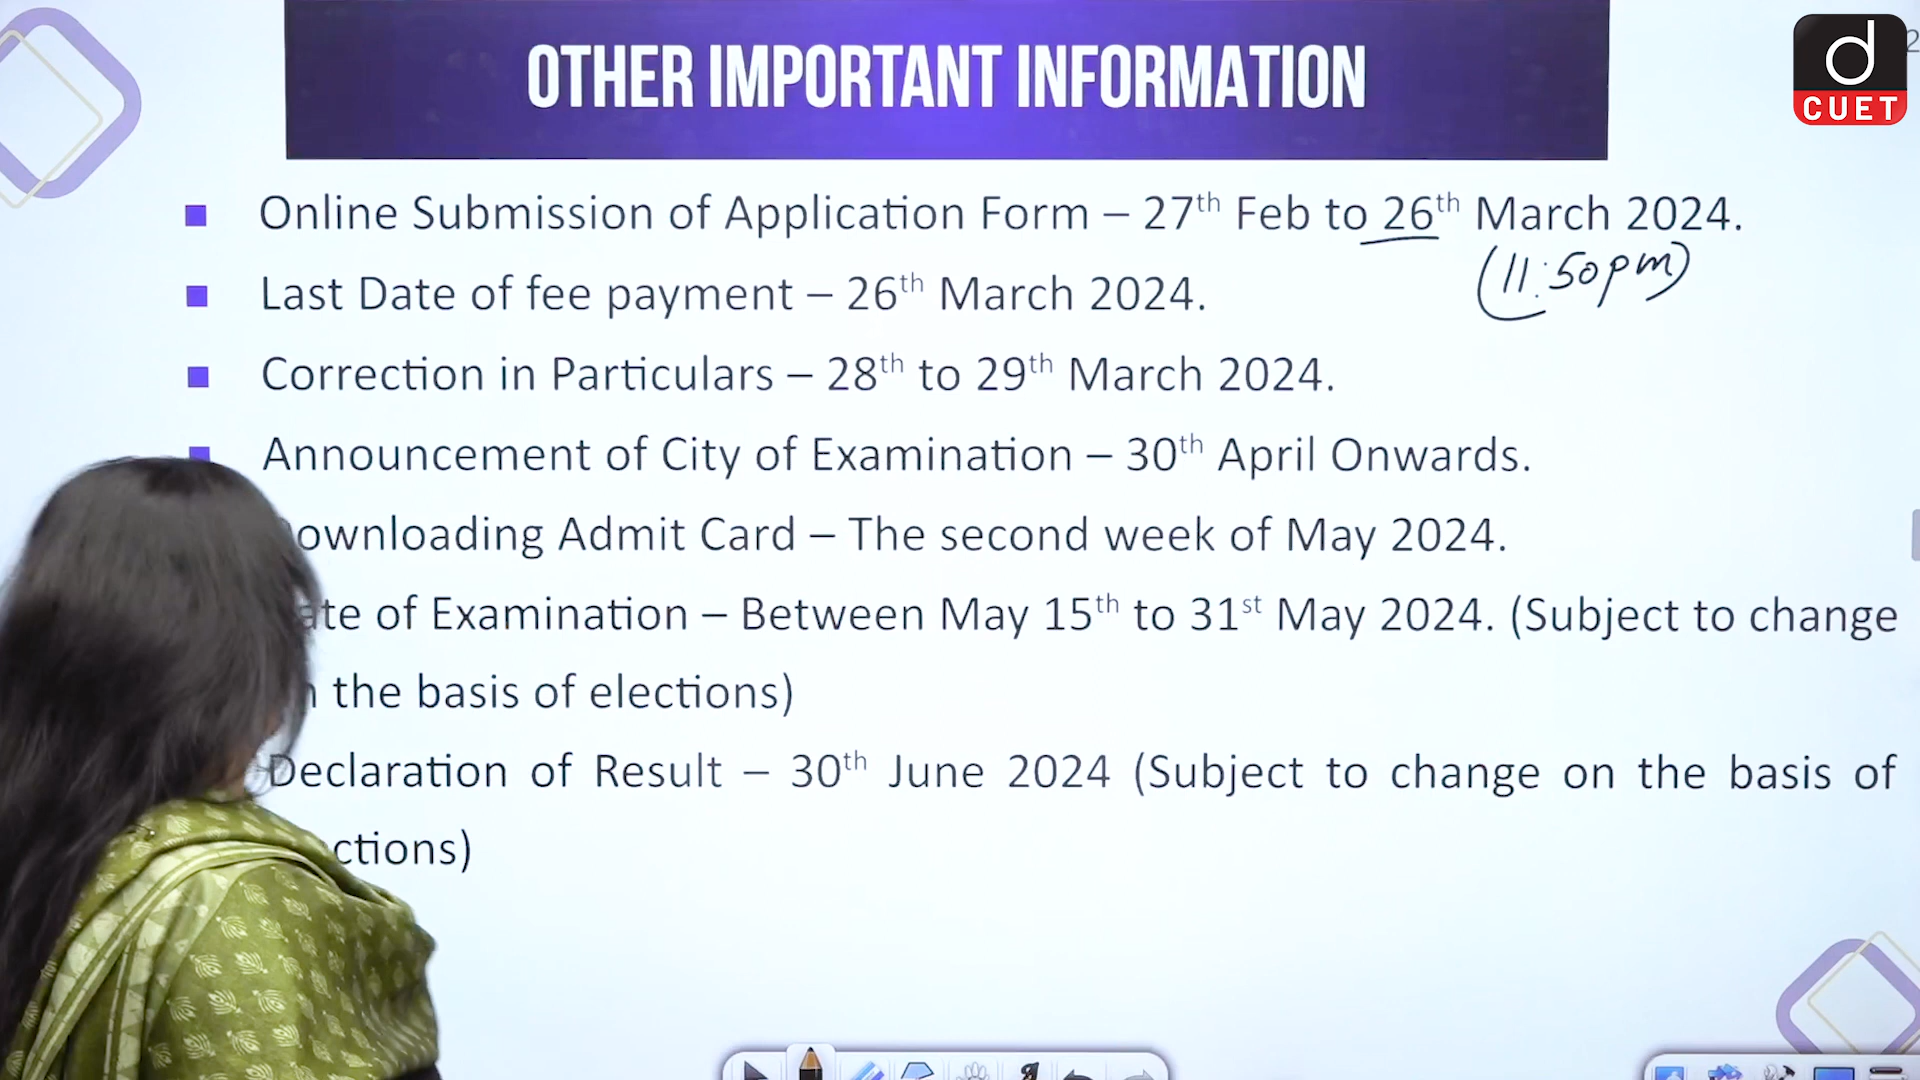 OTHER IMPORTANT INFORMATION
d
CUET
2
Online Submission of Application Form – 27th Feb to 26th March 2024.
(11:50pm)
Last Date of fee payment – 26th March 2024.
Correction in Particulars – 28th to 29th March 2024.
Announcement of City of Examination – 30th April Onwards.
ownloading Admit Card – The second week of May 2024.
ate of Examination – Between May 15th to 31st May 2024. (Subject to change
n the basis of elections)
Declaration of Result – 30th June 2024 (Subject to change on the basis of
ctions)